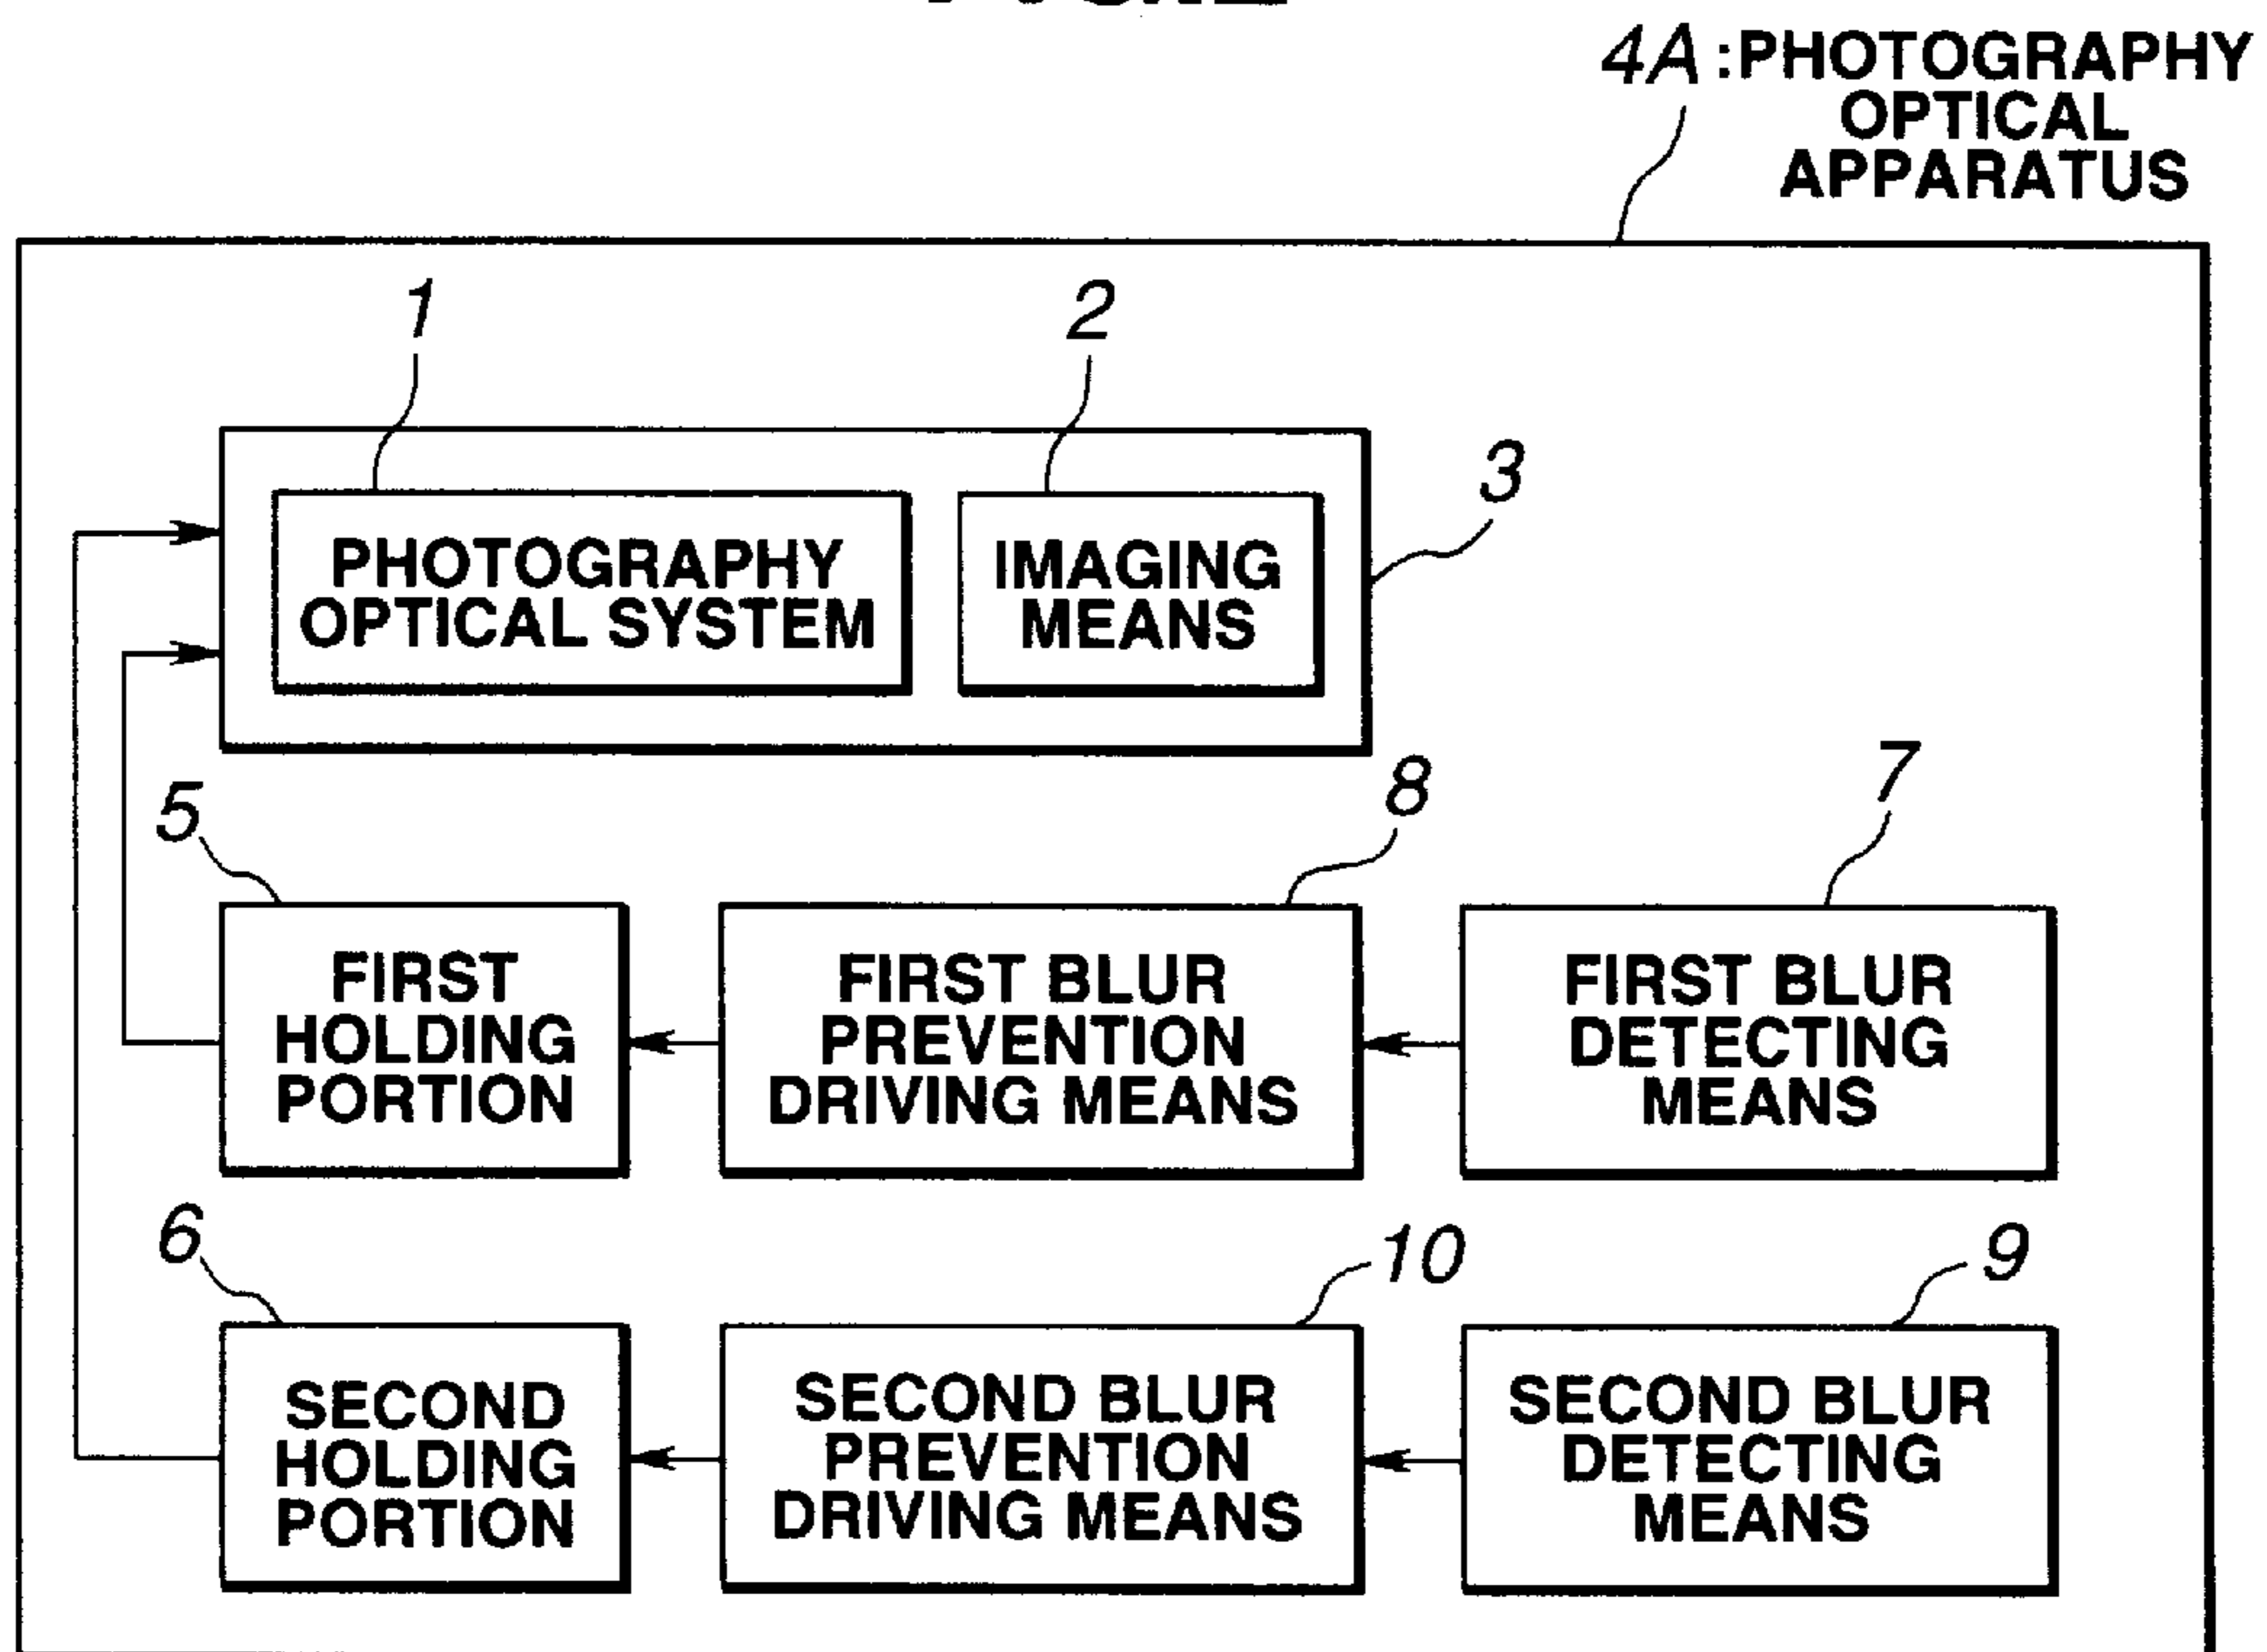 4A :PHOTOGRAPHY
OPTICAL
APPARATUS
1
2
3
PHOTOGRAPHY
OPTICAL SYSTEM
IMAGING
MEANS
5
8
7
FIRST
HOLDING
PORTION
FIRST BLUR
PREVENTION
DRIVING MEANS
FIRST BLUR
DETECTING
MEANS
6
10
9
SECOND
HOLDING
PORTION
SECOND BLUR
PREVENTION
DRIVING MEANS
SECOND BLUR
DETECTING
MEANS